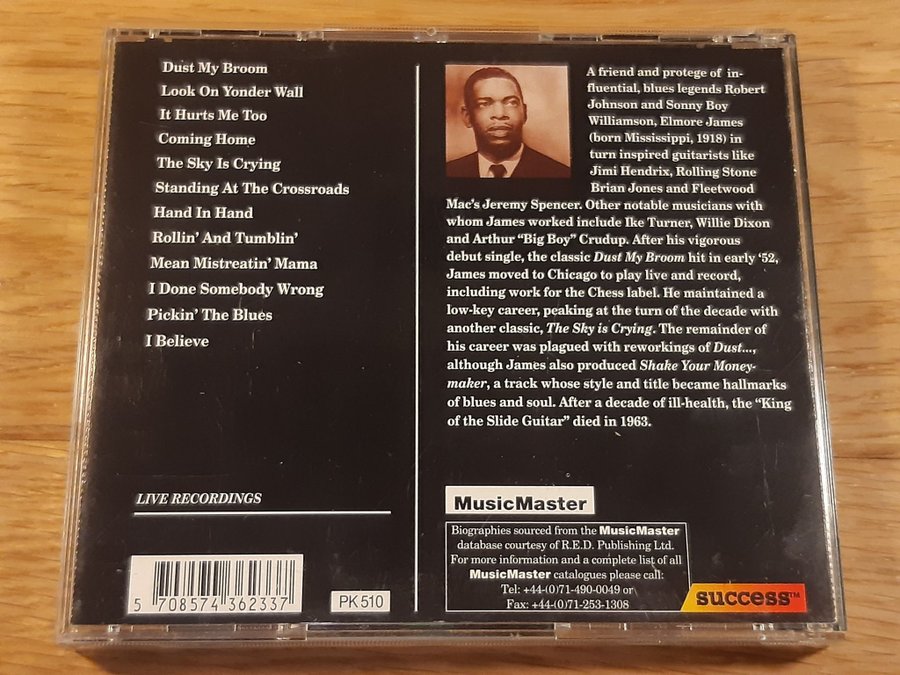 Dust My Broom
Look On Yonder Wall
It Hurts Me Too
Coming Home
The Sky Is Crying
Standing At The Crossroads
Hand In Hand
Rollin' And Tumblin'
Mean Mistreatin' Mama
I Done Somebody Wrong
Pickin' The Blues
I Believe
LIVE RECORDINGS
5 708574 362337
PK 510
A friend and protege of in-
fluential, blues legends Robert
Johnson and Sonny Boy
Williamson, Elmore James
(born Mississippi, 1918) in
turn inspired guitarists like
Jimi Hendrix, Rolling Stone
Brian Jones and Fleetwood
Mac's Jeremy Spencer. Other notable musicians with
whom James worked include Ike Turner, Willie Dixon
and Arthur "Big Boy" Crudup. After his vigorous
debut single, the classic Dust My Broom hit in early '52,
James moved to Chicago to play live and record,
including work for the Chess label. He maintained a
low-key career, peaking at the turn of the decade with
another classic, The Sky is Crying. The remainder of
his career was plagued with reworkings of Dust...,
although James also produced Shake Your Money-
maker, a track whose style and title became hallmarks
of blues and soul. After a decade of ill-health, the "King
of the Slide Guitar" died in 1963.
MusicMaster
Biographies sourced from the MusicMaster
database courtesy of R.E.D. Publishing Ltd.
For more information and a complete list of all
MusicMaster catalogues please call:
Tel: +44-(0)71-490-0049 or
Fax: +44-(0)71-253-1308
success™